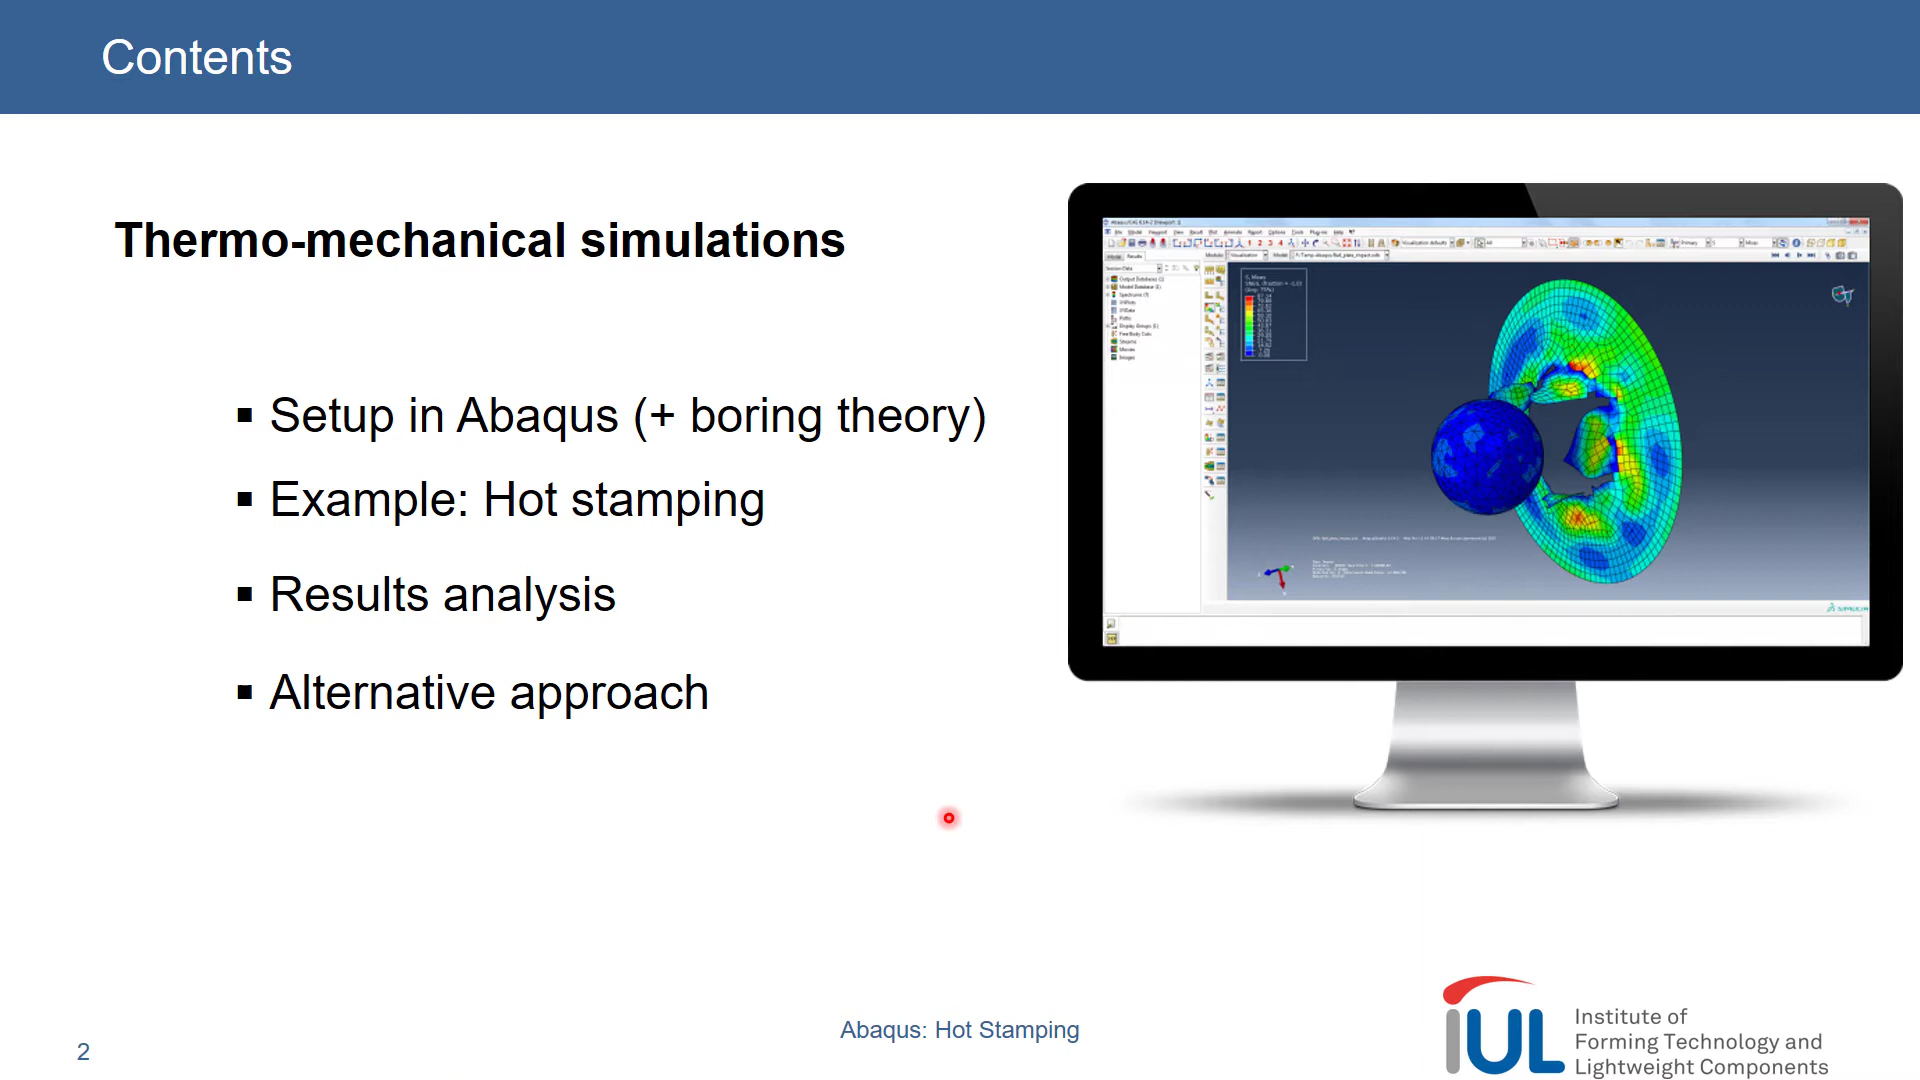 Contents
Thermo-mechanical simulations
▪ Setup in Abaqus (+ boring theory)
▪ Example: Hot stamping
▪ Results analysis
▪ Alternative approach
2
Abaqus: Hot Stamping
iUL
Institute of
Forming Technology and
Lightweight Components